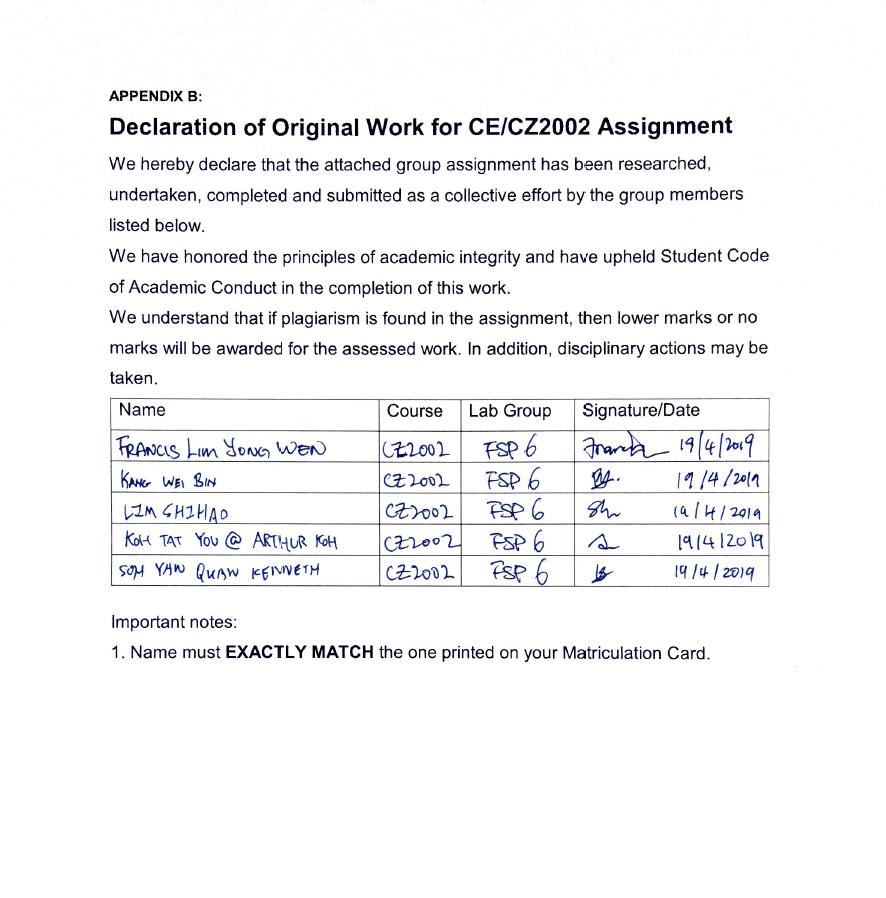 APPENDIX B:
Declaration of Original Work for CE/CZ2002 Assignment
We hereby declare that the attached group assignment has been researched,
undertaken, completed and submitted as a collective effort by the group members
listed below.
We have honored the principles of academic integrity and have upheld Student Code
of Academic Conduct in the completion of this work.
We understand that if plagiarism is found in the assignment, then lower marks or no
marks will be awarded for the assessed work. In addition, disciplinary actions may be
taken.
Name Course Lab Group Signature/Date
FRANCIS LIM YONG WEN CZ2002 FSP 6 19/4/2019
KANG WEI BIN CZ2002 FSP 6 19/4/2019
LIM SHIHAO CZ2002 FSP 6 19/4/2019
KOH TAT YOU @ ARTHUR KOH CZ2002 FSP 6 19/4/2019
SOH YAN QUAN KENNETH CZ2002 FSP 6 19/4/2019
Important notes:
1. Name must EXACTLY MATCH the one printed on your Matriculation Card.